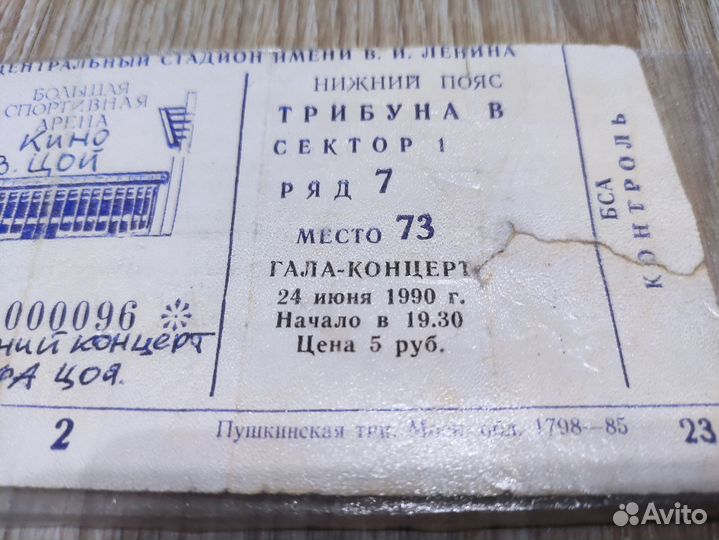 ЦЕНТРАЛЬНЫЙ СТАДИОН ИМЕНИ В. И. ЛЕНИНА
БОЛЬШАЯ
СПОРТИВНАЯ
АРЕНА
КИНО
В. ЦОЙ
000096
КОНЦЕРТ
ЦОЯ.
2
НИЖНИЙ ПОЯС
ТРИБУНА В
СЕКТОР 1
РЯД 7
МЕСТО 73
ГАЛА-КОНЦЕРТ
24 июня 1990 г.
Начало в 19.30
Цена 5 руб.
Пушкинская тип. Моск. обл. 1798—85
23
БСА
КОНТРОЛЬ
Avito